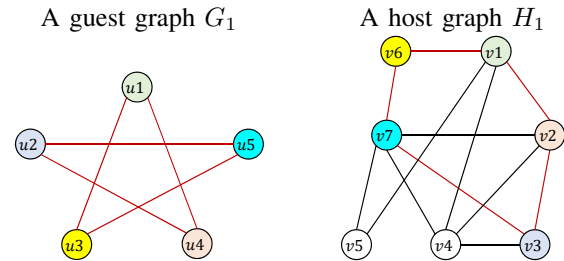 A guest graph G₁
A host graph H₁
u1
u2
u5
u3
u4
v6
v1
v7
v2
v5
v4
v3